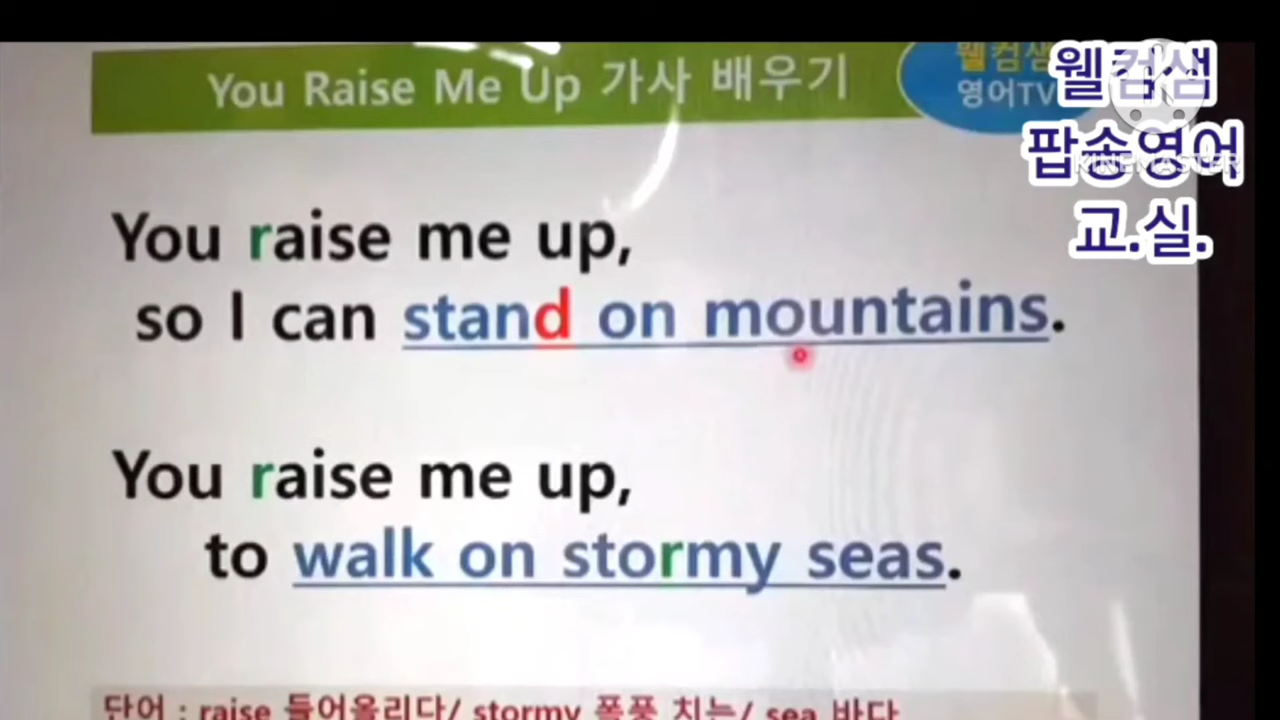 You Raise Me Up 가사 배우기
웰컴샘
영어TV
웰컴샘
팝송영어
교.실.
KINEMASTER
You raise me up,
so I can stand on mountains.
You raise me up,
to walk on stormy seas.
단어 : raise 들어올리다/ stormy 폭풍 치는/ sea 바다